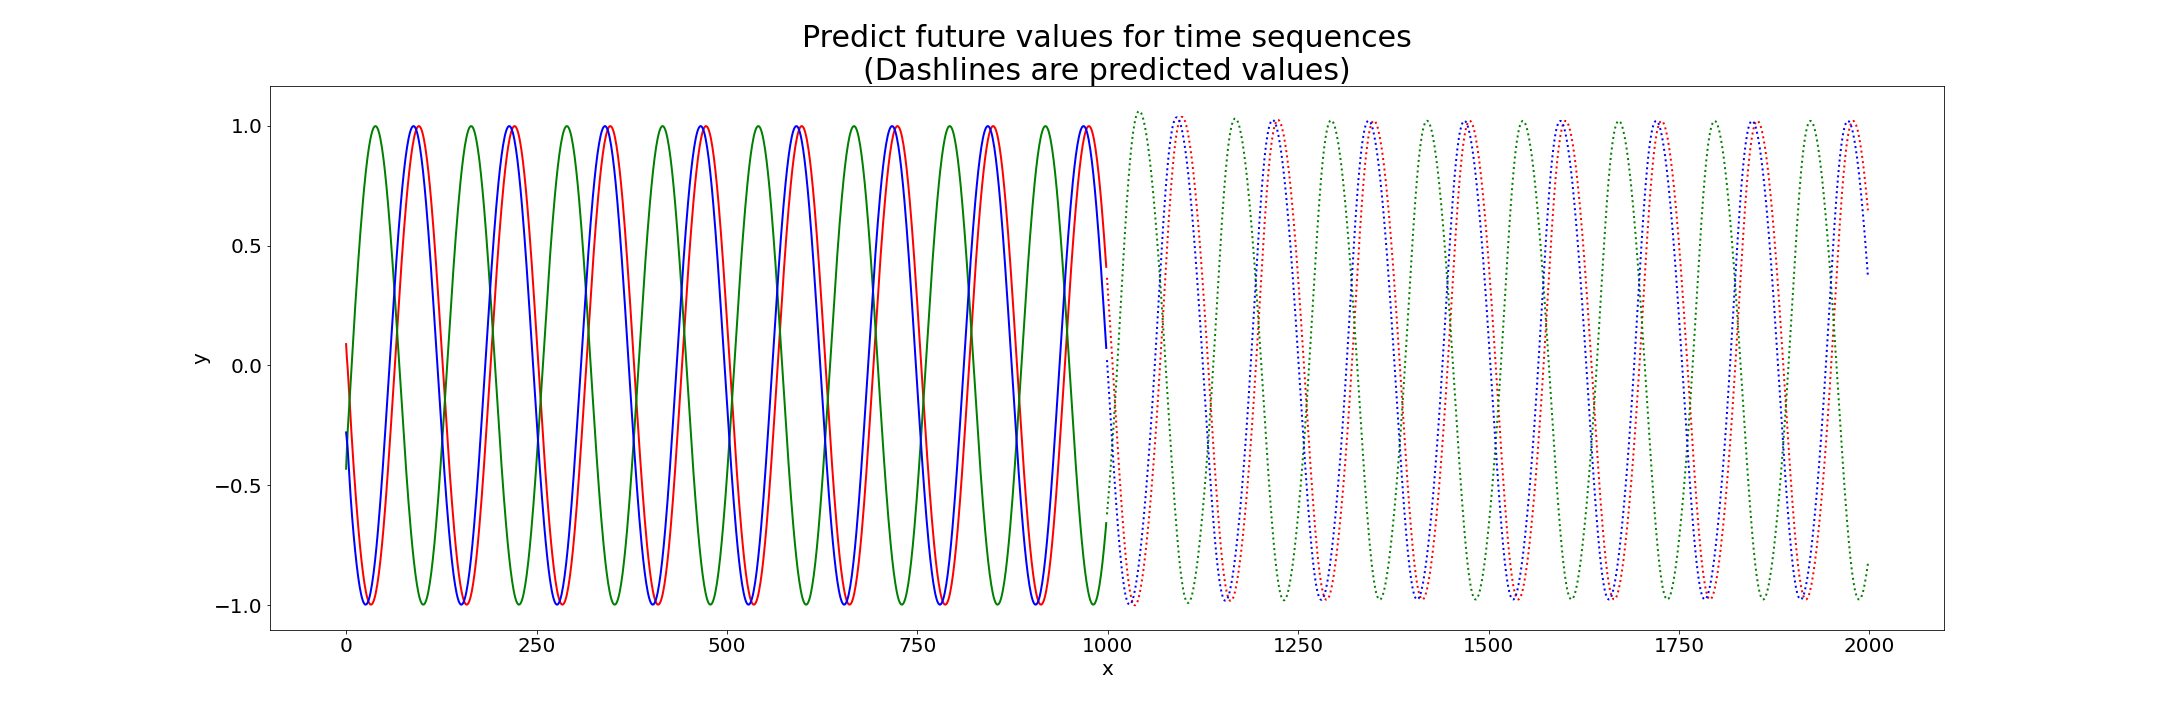 Predict future values for time sequences
(Dashlines are predicted values)
1.0
0.5
0.0
−0.5
−1.0
y
0 250 500 750 1000 1250 1500 1750 2000
x